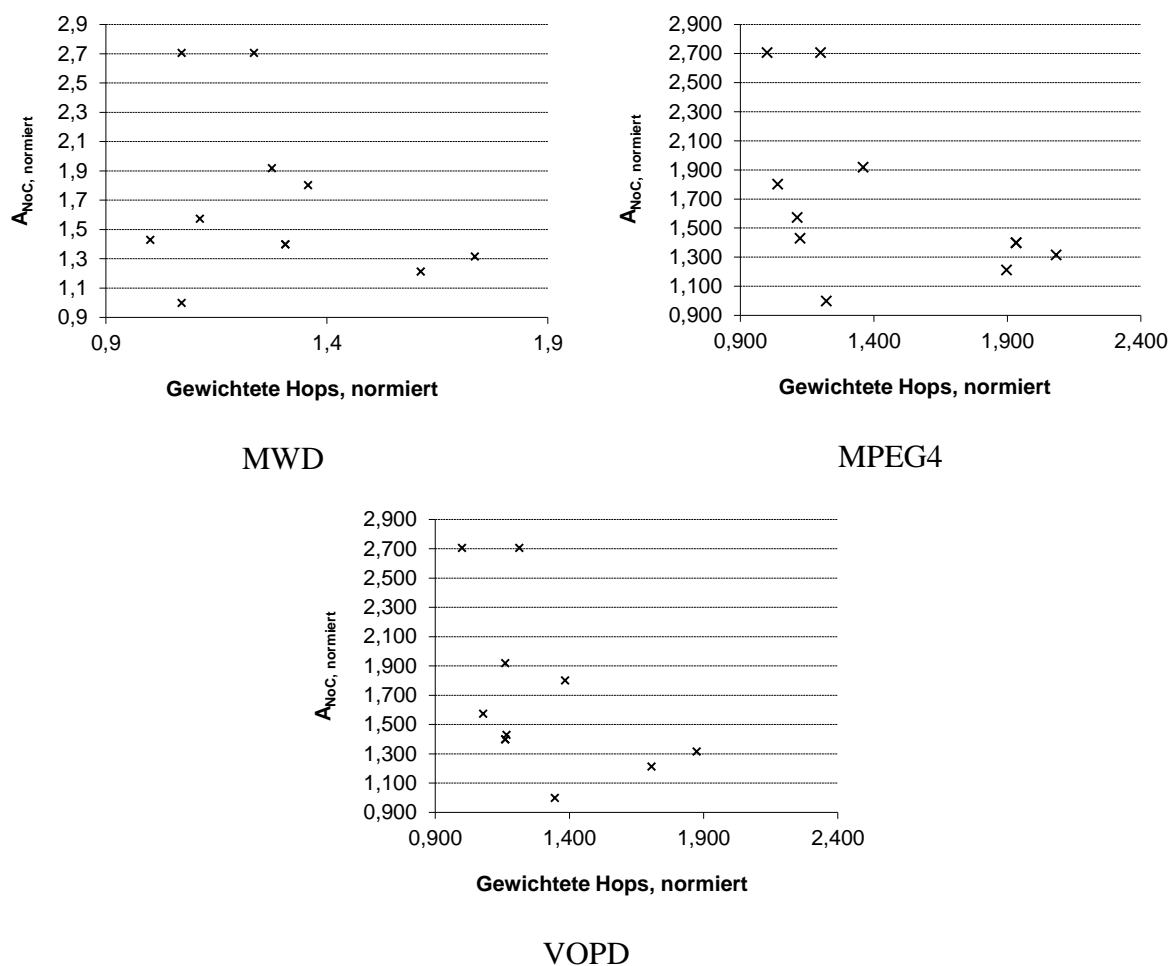 2,9
2,7
2,5
2,3
2,1
1,9
1,7
1,5
1,3
1,1
0,9
A_NoC, normiert
0,9 1,4 1,9
Gewichtete Hops, normiert
MWD
2,900
2,700
2,500
2,300
2,100
1,900
1,700
1,500
1,300
1,100
0,900
A_NoC, normiert
0,900 1,400 1,900 2,400
Gewichtete Hops, normiert
MPEG4
2,900
2,700
2,500
2,300
2,100
1,900
1,700
1,500
1,300
1,100
0,900
A_NoC, normiert
0,900 1,400 1,900 2,400
Gewichtete Hops, normiert
VOPD